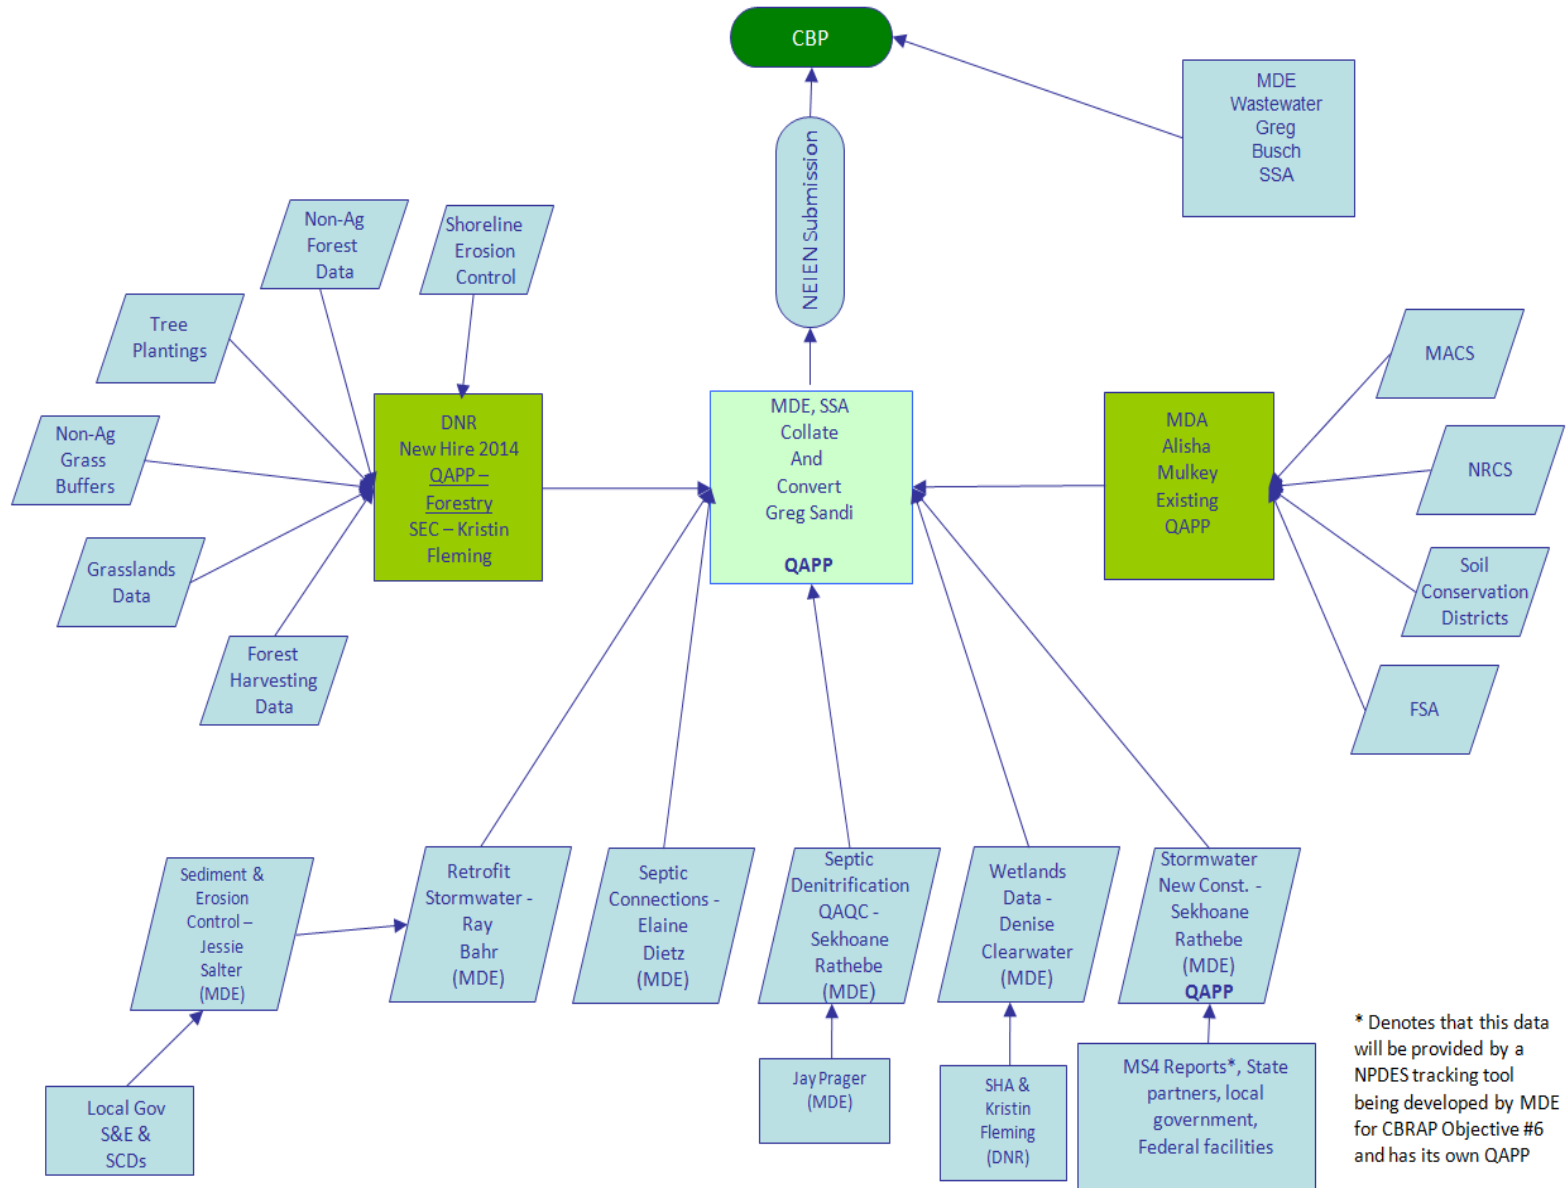 CBP
MDE
Wastewater
Greg
Busch
SSA
NEIEN Submission
Non-Ag
Forest
Data
Shoreline
Erosion
Control
Tree
Plantings
Non-Ag
Grass
Buffers
Grasslands
Data
Forest
Harvesting
Data
DNR
New Hire 2014
QAPP –
Forestry
SEC – Kristin
Fleming
MDE, SSA
Collate
And
Convert
Greg Sandi
QAPP
MDA
Alisha
Mulkey
Existing
QAPP
MACS
NRCS
Soil
Conservation
Districts
FSA
Sediment &
Erosion
Control –
Jessie
Salter
(MDE)
Retrofit
Stormwater -
Ray
Bahr
(MDE)
Septic
Connections -
Elaine
Dietz
(MDE)
Septic
Denitrification
QAQC -
Sekhoane
Rathebe
(MDE)
Wetlands
Data -
Denise
Clearwater
(MDE)
Stormwater
New Const. -
Sekhoane
Rathebe
(MDE)
QAPP
Local Gov
S&E &
SCDs
Jay Prager
(MDE)
SHA &
Kristin
Fleming
(DNR)
MS4 Reports*, State
partners, local
government,
Federal facilities
* Denotes that this data
will be provided by a
NPDES tracking tool
being developed by MDE
for CBRAP Objective #6
and has its own QAPP